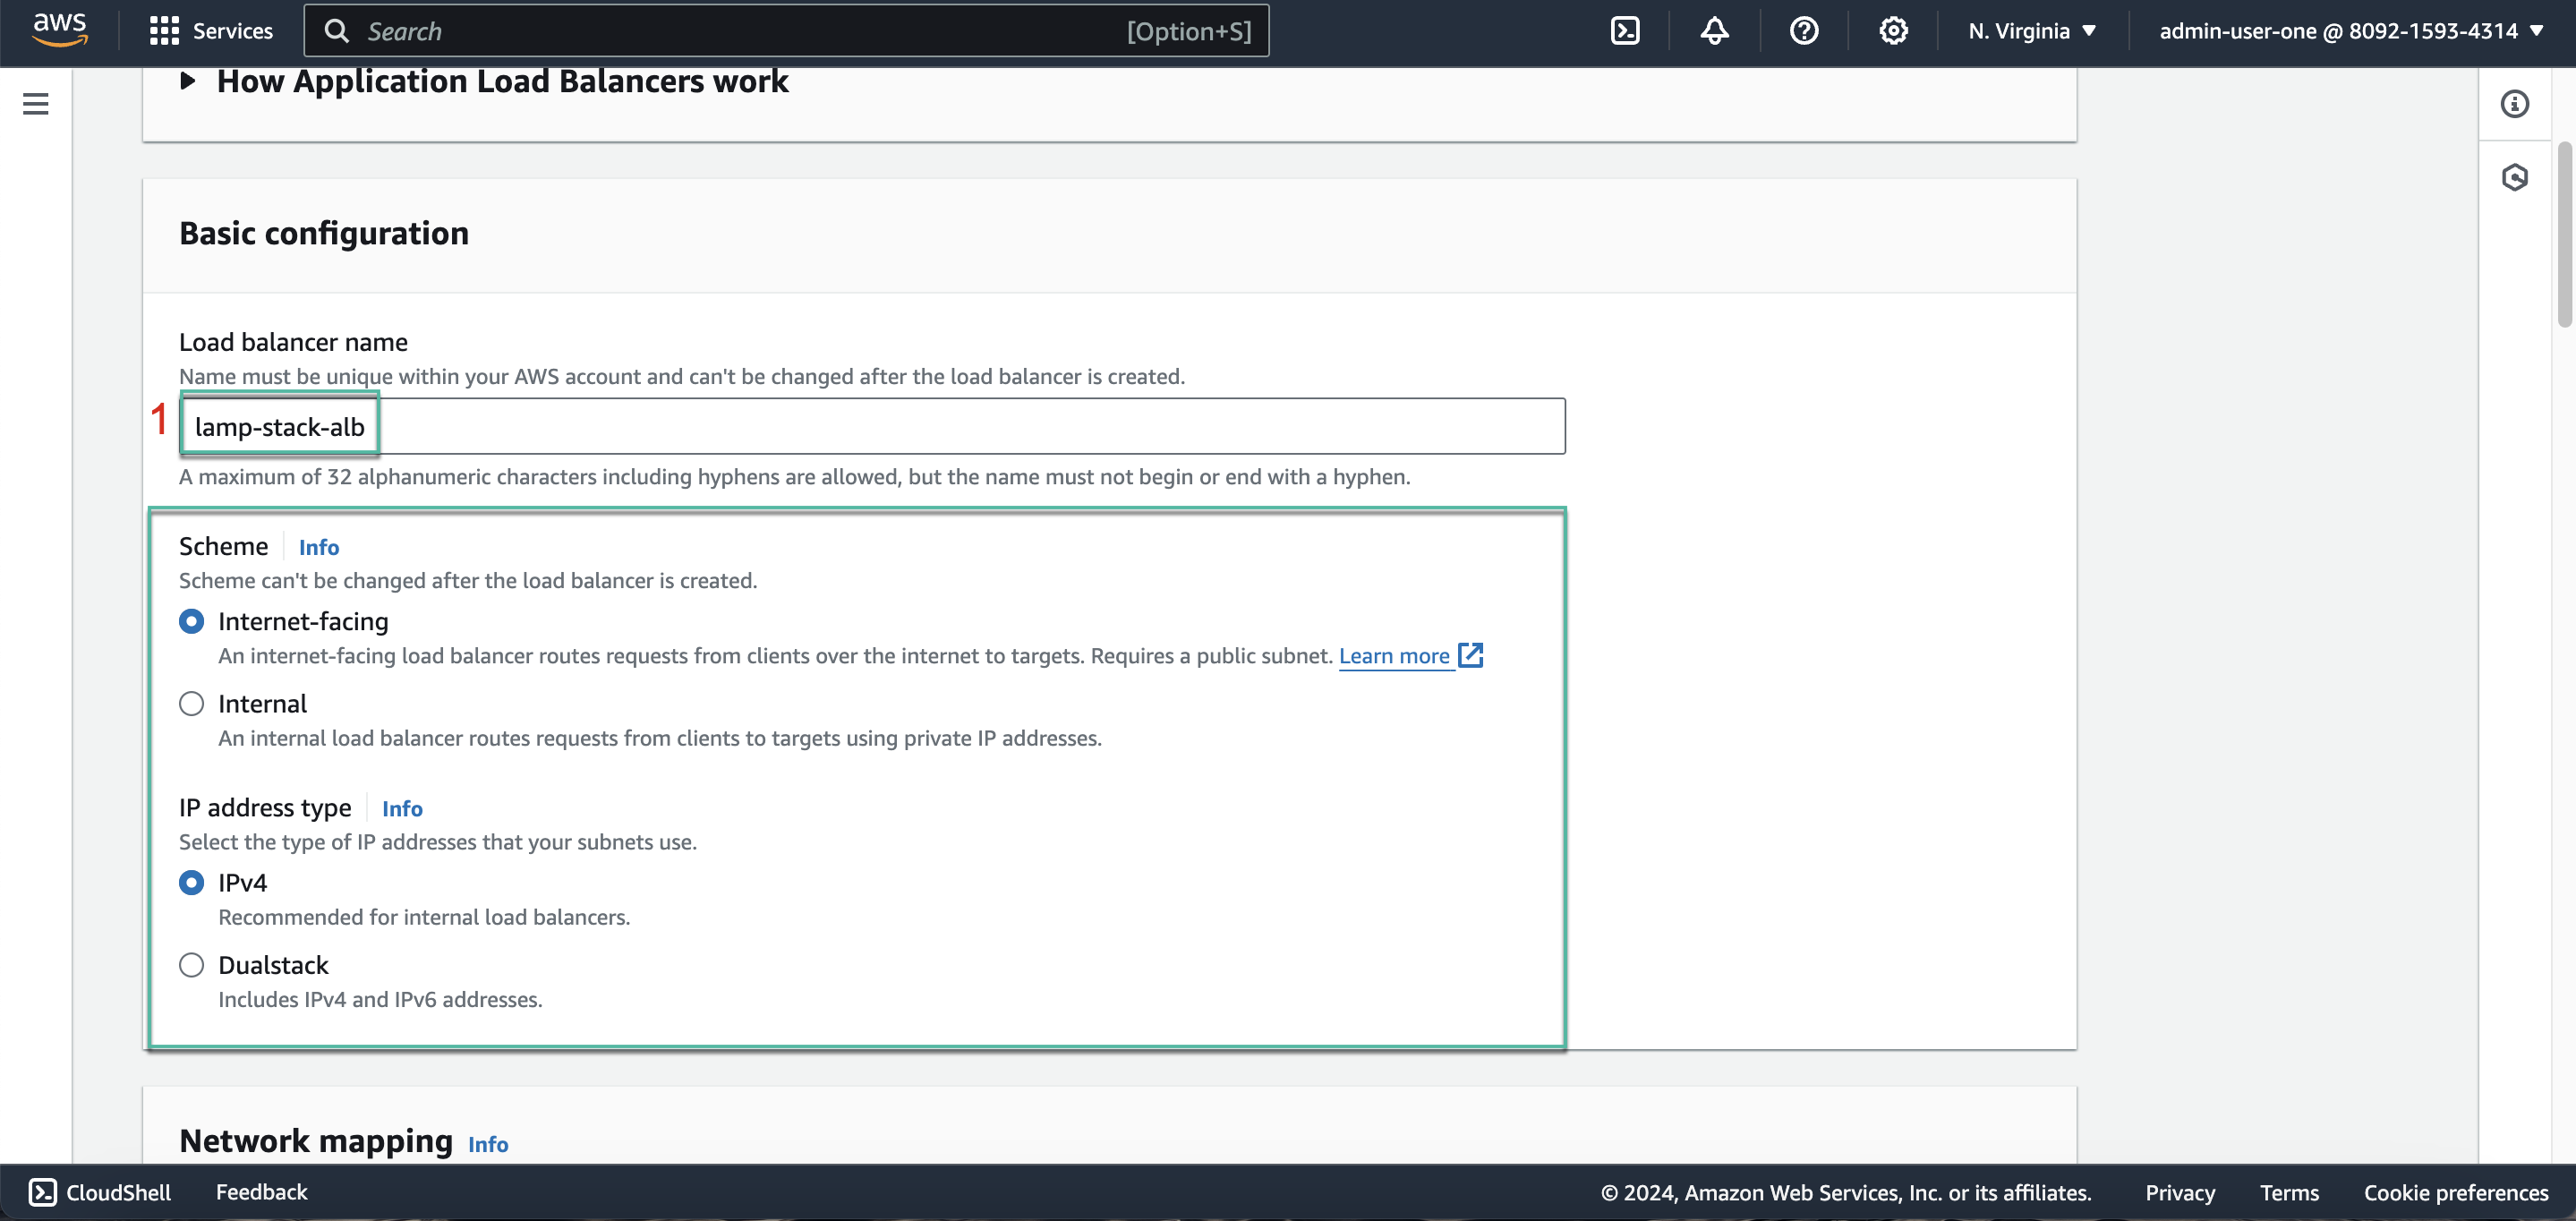 aws Services Search [Option+S] N. Virginia ▼ admin-user-one @ 8092-1593-4314 ▼
How Application Load Balancers work
Basic configuration
Load balancer name
Name must be unique within your AWS account and can't be changed after the load balancer is created.
1 lamp-stack-alb
A maximum of 32 alphanumeric characters including hyphens are allowed, but the name must not begin or end with a hyphen.
Scheme Info
Scheme can't be changed after the load balancer is created.
Internet-facing
An internet-facing load balancer routes requests from clients over the internet to targets. Requires a public subnet. Learn more
Internal
An internal load balancer routes requests from clients to targets using private IP addresses.
IP address type Info
Select the type of IP addresses that your subnets use.
IPv4
Recommended for internal load balancers.
Dualstack
Includes IPv4 and IPv6 addresses.
Network mapping Info
CloudShell Feedback © 2024, Amazon Web Services, Inc. or its affiliates. Privacy Terms Cookie preferences